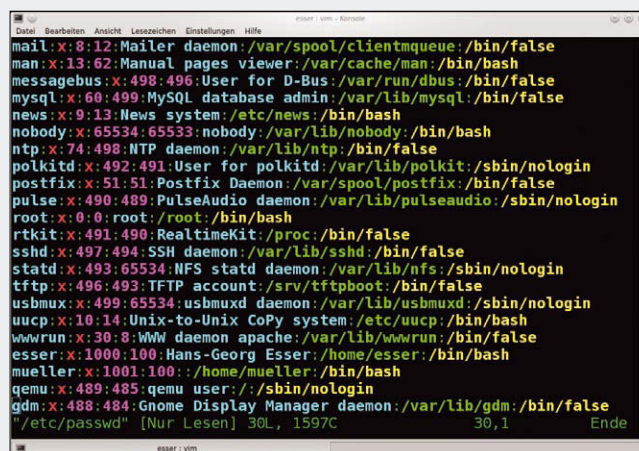 esser : vim – Konsole
Datei Bearbeiten Ansicht Lesezeichen Einstellungen Hilfe
mail:x:8:12:Mailer daemon:/var/spool/clientmqueue:/bin/false
man:x:13:62:Manual pages viewer:/var/cache/man:/bin/bash
messagebus:x:498:496:User for D-Bus:/var/run/dbus:/bin/false
mysql:x:60:499:MySQL database admin:/var/lib/mysql:/bin/false
news:x:9:13:News system:/etc/news:/bin/bash
nobody:x:65534:65533:nobody:/var/lib/nobody:/bin/bash
ntp:x:74:498:NTP daemon:/var/lib/ntp:/bin/false
polkitd:x:492:491:User for polkitd:/var/lib/polkit:/sbin/nologin
postfix:x:51:51:Postfix Daemon:/var/spool/postfix:/bin/false
pulse:x:490:489:PulseAudio daemon:/var/lib/pulseaudio:/sbin/nologin
root:x:0:0:root:/root:/bin/bash
rtkit:x:491:490:RealtimeKit:/proc:/bin/false
sshd:x:497:494:SSH daemon:/var/lib/sshd:/bin/false
statd:x:493:65534:NFS statd daemon:/var/lib/nfs:/sbin/nologin
tftp:x:496:493:TFTP account:/srv/tftpboot:/bin/false
usbmux:x:499:65534:usbmuxd daemon:/var/lib/usbmuxd:/sbin/nologin
uucp:x:10:14:Unix-to-Unix CoPy system:/etc/uucp:/bin/bash
wwwrun:x:30:8:WWW daemon apache:/var/lib/wwwrun:/bin/false
esser:x:1000:100:Hans-Georg Esser:/home/esser:/bin/bash
mueller:x:1001:100::/home/mueller:/bin/bash
qemu:x:489:485:qemu user:/:/sbin/nologin
gdm:x:488:484:Gnome Display Manager daemon:/var/lib/gdm:/bin/false
"/etc/passwd" [Nur Lesen] 30L, 1597C 30,1 Ende
esser : vim